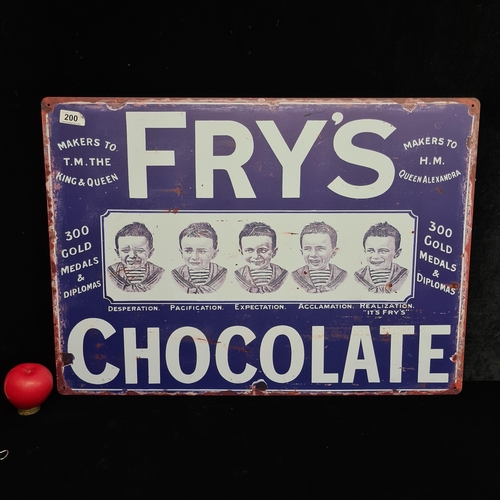 200
FRY'S
MAKERS TO
T.M. THE
KING & QUEEN
MAKERS TO
H.M.
QUEEN ALEXANDRA
300
GOLD
MEDALS
&
DIPLOMAS
300
GOLD
MEDALS
&
DIPLOMAS
DESPERATION. PACIFICATION. EXPECTATION. ACCLAMATION. REALIZATION.
"IT'S FRY'S"
CHOCOLATE